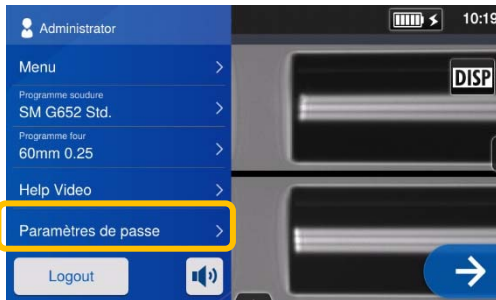 Administrator
10:19
Menu
DISP
Programme soudure
SM G652 Std.
Programme four
60mm 0.25
Help Video
Paramètres de passe
Logout